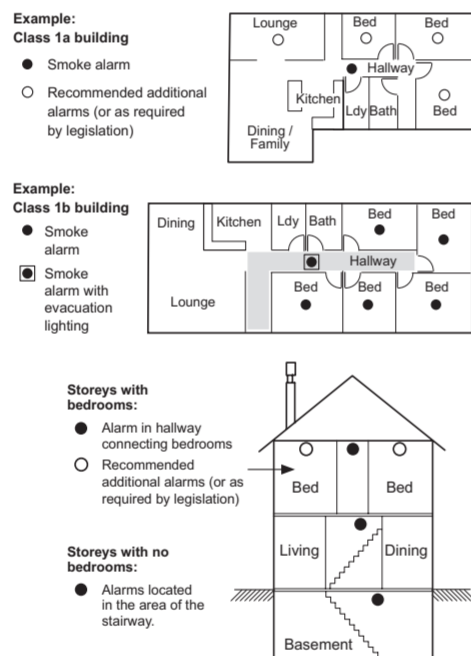 Example:
Class 1a building
Smoke alarm
Recommended additional
alarms (or as required
by legislation)
Lounge
Bed
Bed
Hallway
Kitchen
Ldy
Bath
Bed
Dining /
Family
Example:
Class 1b building
Smoke
alarm
Smoke
alarm with
evacuation
lighting
Dining
Kitchen
Ldy
Bath
Bed
Bed
Hallway
Lounge
Bed
Bed
Bed
Storeys with
bedrooms:
Alarm in hallway
connecting bedrooms
Recommended
additional alarms (or as
required by legislation)
Bed
Bed
Storeys with no
bedrooms:
Alarms located
in the area of the
stairway.
Living
Dining
Basement